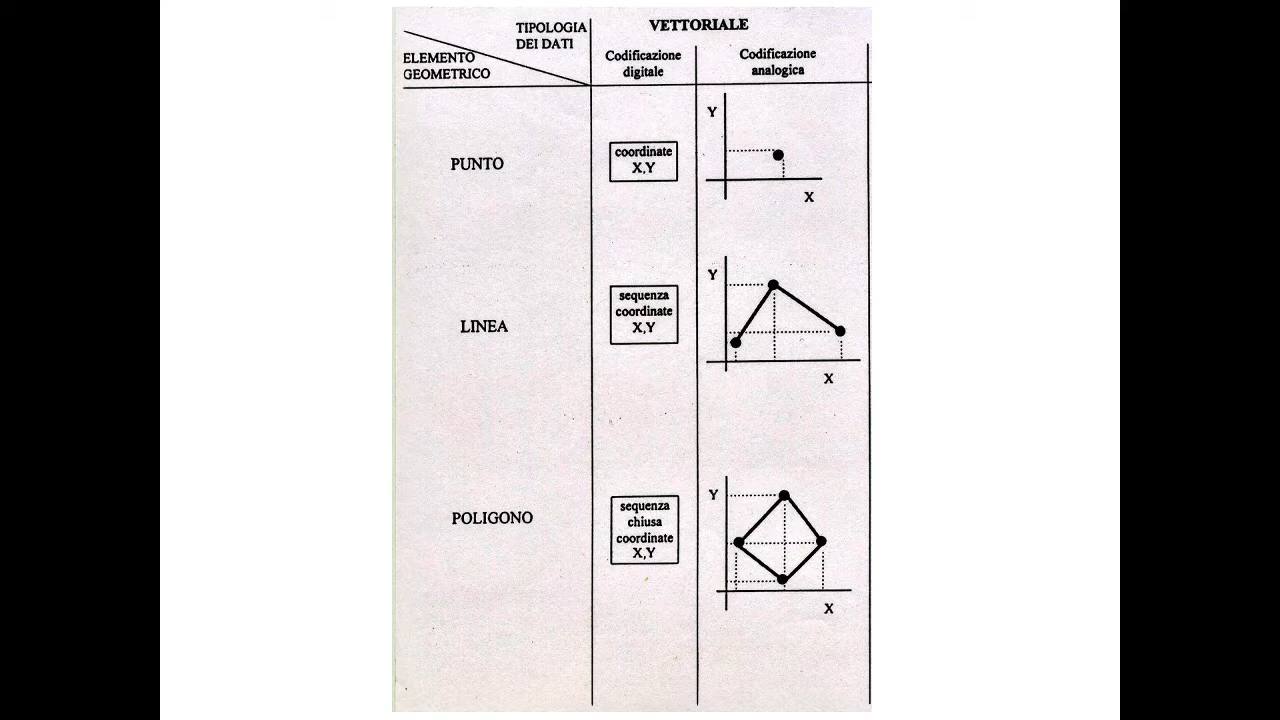 TIPOLOGIA
DEI DATI
ELEMENTO
GEOMETRICO
VETTORIALE
Codificazione
digitale
Codificazione
analogica
PUNTO
coordinate
X,Y
Y
X
LINEA
sequenza
coordinate
X,Y
Y
X
POLIGONO
sequenza
chiusa
coordinate
X,Y
Y
X